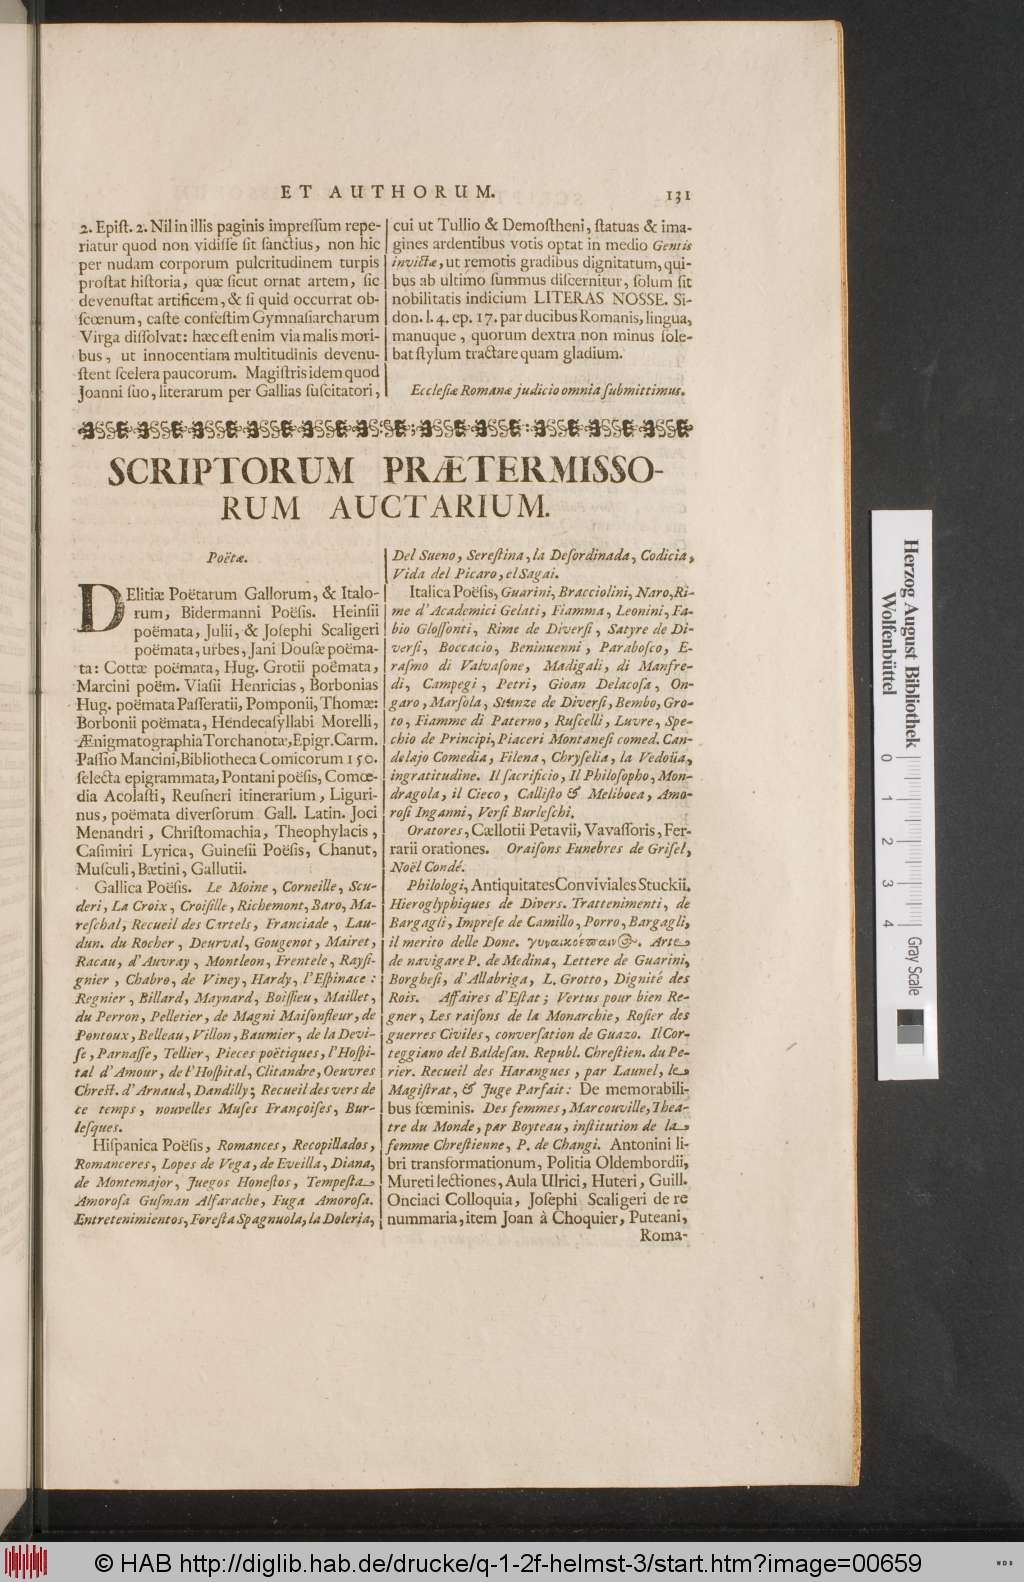 ET AUTHORUM. 131
2. Epiſt. 2. Nil in illis paginis impreſſum repe-
riatur quod non vidiſſe ſit ſanctius, non hic
per nudam corporum pulcritudinem turpis
proſtat hiſtoria, quæ ſicut ornat artem, ſic
devenuſtat artificem, & ſi quid occurrat ob-
ſcœnum, caſte confeſtim Gymnaſiarcharum
Virga diſſolvat: hæc eſt enim via malis mori-
bus, ut innocentiam multitudinis devenu-
ſtent ſcelera paucorum. Magiſtris idem quod
Joanni ſuo, literarum per Gallias ſuſcitatori,
cui ut Tullio & Demoſtheni, ſtatuas & ima-
gines ardentibus votis optat in medio Gentis
invictæ, ut remotis gradibus dignitatum, qui-
bus ab ultimo ſummus diſcernitur, ſolum ſit
nobilitatis indicium LITERAS NOSSE. Si-
don. l. 4. ep. 17. par ducibus Romanis, lingua,
manuque, quorum dextra non minus ſole-
bat ſtylum tractare quam gladium.
Eccleſiæ Romanæ judicio omnia ſubmittimus.
SCRIPTORUM PRÆTERMISSO-
RUM AUCTARIUM.
Poëtæ.
DElitiæ Poëtarum Gallorum, & Italo-
rum, Bidermanni Poëſis. Heinſii
poëmata, Julii, & Joſephi Scaligeri
poëmata, urbes, Jani Douſæ poëma-
ta: Cottæ poëmata, Hug. Grotii poëmata,
Marcini poëm. Viaſii Henricias, Borbonias
Hug. poëmata Paſſeratii, Pomponii, Thomæ:
Borbonii poëmata, Hendecaſyllabi Morelli,
Ænigmatographia Torchanota, Epigr. Carm.
Paſſio Mancini, Bibliotheca Comicorum 150.
ſelecta epigrammata, Pontani poëſis, Comœ-
dia Acolaſti, Reuſneri itinerarium, Liguri-
nus, poëmata diverſorum Gall. Latin. Joci
Menandri, Chriſtomachia, Theophylacis,
Caſimiri Lyrica, Guineſii Poëſis, Chanut,
Muſculi, Bætini, Gallutii.
Gallica Poëſis. Le Moine, Corneille, Scu-
deri, La Croix, Croiſille, Richemont, Baro, Ma-
reſchal, Recueil des Cartels, Franciade, Lau-
dun. du Rocher, Deurval, Gougenot, Mairet,
Racau, d'Auvray, Montleon, Frentele, Rayſi-
gnier, Chabro, de Viney, Hardy, l'Eſpinace:
Regnier, Billard, Maynard, Boiſſieu, Maillet,
du Perron, Pelletier, de Magni Maiſonfleur, de
Pontoux, Belleau, Villon, Baumier, de la Devi-
ſe, Parnaſſe, Tellier, Pieces poëtiques, l'Hoſpi-
tal d'Amour, de l'Hoſpital, Clitandre, Oeuvres
Chreſt. d'Arnaud, Dandilly; Recueil des vers de
ce temps, nouvelles Muſes Françoiſes, Bur-
leſques.
Hiſpanica Poëſis, Romances, Recopillados,
Romanceres, Lopes de Vega, de Eveilla, Diana,
de Montemajor, Juegos Honeſtos, Tempeſta
Amoroſa Guſman Alfarache, Fuga Amoroſa.
Entretenimientos, Foreſta Spagnuola, la Doleria,
Del Sueno, Sereſtina, la Deſordinada, Codicia,
Vida del Picaro, el Sagai.
Italica Poëſis, Guarini, Bracciolini, Naro, Ri-
me d'Academici Gelati, Fiamma, Leonini, Fa-
bio Gloſſonti, Rime de Diverſi, Satyre de Di-
verſi, Boccacio, Beninuenni, Paraboſco, E-
raſmo di Valvaſone, Madigali, di Manfre-
di, Campegi, Petri, Gioan Delacoſa, On-
garo, Marſola, Stanze de Diverſi, Bembo, Gro-
to, Fiamme di Paterno, Ruſcelli, Luvre, Spe-
chio de Principi, Piaceri Montaneſi comed. Can-
delajo Comedia, Filena, Chryſelia, la Vedoüa,
ingratitudine. Il ſacrificio, Il Philoſopho, Mon-
dragola, il Cieco, Calliſto & Meliboea, Amo-
roſi Inganni, Verſi Burleſchi.
Oratores, Cællotii Petavii, Vavaſſoris, Fer-
rarii orationes. Oraiſons Funebres de Griſel,
Noël Condé.
Philologi, Antiquitates Conviviales Stuckii.
Hieroglyphiques de Divers. Trattenimenti, de
Bargagli, Impreſe de Camillo, Porro, Bargagli,
il merito delle Done. Arte
de navigare P. de Medina, Lettere de Guarini,
Borgheſi, d'Allabriga, L. Grotto, Dignité des
Rois. Affaires d'Eſtat; Vertus pour bien Re-
gner, Les raiſons de la Monarchie, Roſier des
guerres Civiles, converſation de Guazo. Il Cor-
teggiano del Baldeſan. Republ. Chreſtien. du Pe-
rier. Recueil des Harangues, par Launel, le
Magiſtrat, & Juge Parfait: De memorabili-
bus fœminis. Des femmes, Marcouville, Thea-
tre du Monde, par Boyteau, inſtitution de la
femme Chreſtienne, P. de Changi. Antonini li-
bri transformationum, Politia Oldembordii,
Mureti lectiones, Aula Ulrici, Huteri, Guill.
Onciaci Colloquia, Joſephi Scaligeri de re
nummaria, item Joan à Choquier, Puteani,
Roma-
Herzog August Bibliothek
Wolfenbüttel
0 1 2 3 4
Gray Scale
© HAB http://diglib.hab.de/drucke/q-1-2f-helmst-3/start.htm?image=00659